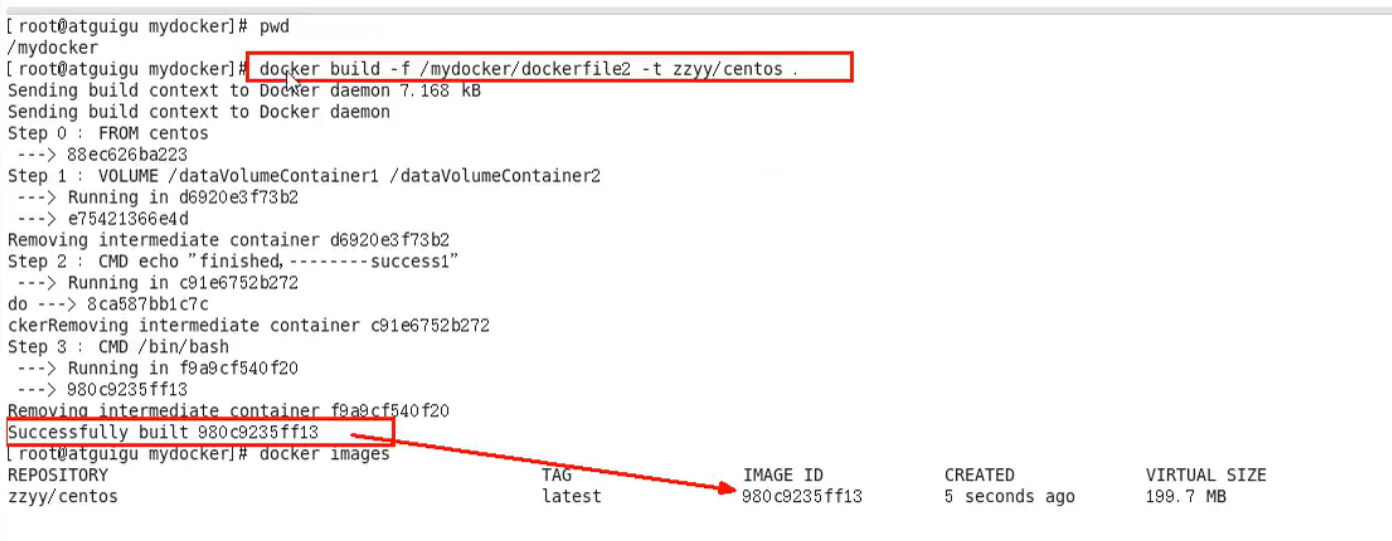 [root@atguigu mydocker]# pwd
/mydocker
[root@atguigu mydocker]# docker build -f /mydocker/dockerfile2 -t zzyy/centos .
Sending build context to Docker daemon 7.168 kB
Sending build context to Docker daemon
Step 0 : FROM centos
---> 88ec626ba223
Step 1 : VOLUME /dataVolumeContainer1 /dataVolumeContainer2
---> Running in d6920e3f73b2
---> e75421366e4d
Removing intermediate container d6920e3f73b2
Step 2 : CMD echo "finished,--------success1"
---> Running in c91e6752b272
do ---> 8ca587bb1c7c
ckerRemoving intermediate container c91e6752b272
Step 3 : CMD /bin/bash
---> Running in f9a9cf540f20
---> 980c9235ff13
Removing intermediate container f9a9cf540f20
Successfully built 980c9235ff13
[root@atguigu mydocker]# docker images
REPOSITORY TAG IMAGE ID CREATED VIRTUAL SIZE
zzyy/centos latest 980c9235ff13 5 seconds ago 199.7 MB